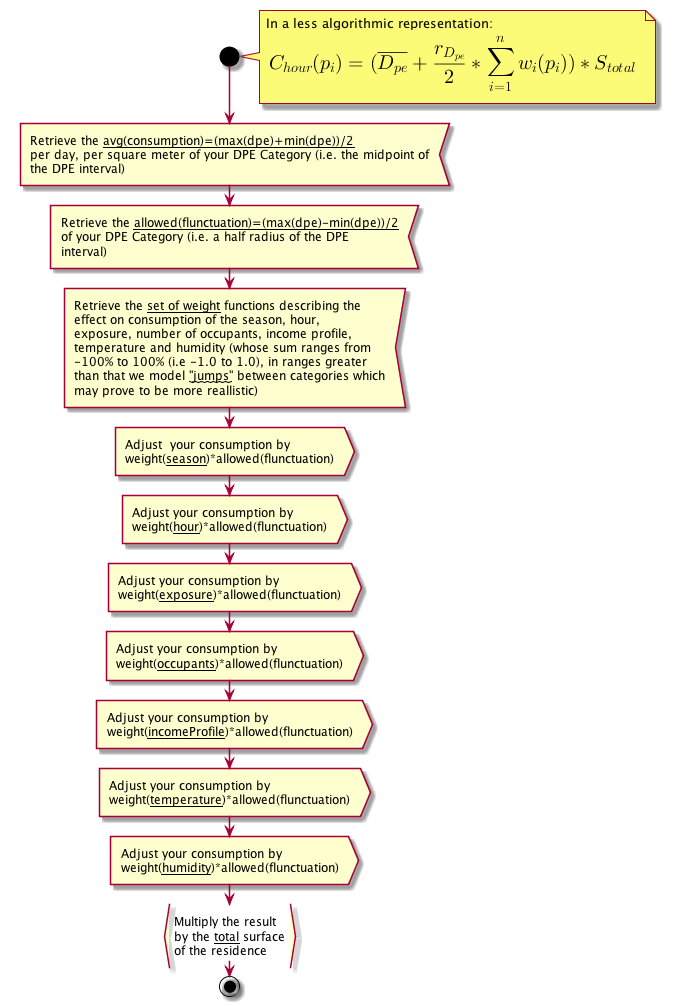 In a less algorithmic representation:
C_{hour}(p_i) = (\overline{D_{pe}} + \frac{r_{D_{pe}}}{2} * \sum_{i=1}^{n} w_i(p_i)) * S_{total}
Retrieve the avg(consumption)=(max(dpe)+min(dpe))/2
per day, per square meter of your DPE Category (i.e. the midpoint of
the DPE interval)
Retrieve the allowed(flunctuation)=(max(dpe)-min(dpe))/2
of your DPE Category (i.e. a half radius of the DPE
interval)
Retrieve the set of weight functions describing the
effect on consumption of the season, hour,
exposure, number of occupants, income profile,
temperature and humidity (whose sum ranges from
-100% to 100% (i.e -1.0 to 1.0), in ranges greater
than that we model "jumps" between categories which
may prove to be more reallistic)
Adjust  your consumption by
weight(season)*allowed(flunctuation)
Adjust your consumption by
weight(hour)*allowed(flunctuation)
Adjust your consumption by
weight(exposure)*allowed(flunctuation)
Adjust your consumption by
weight(occupants)*allowed(flunctuation)
Adjust your consumption by
weight(incomeProfile)*allowed(flunctuation)
Adjust your consumption by
weight(temperature)*allowed(flunctuation)
Adjust your consumption by
weight(humidity)*allowed(flunctuation)
Multiply the result
by the total surface
of the residence